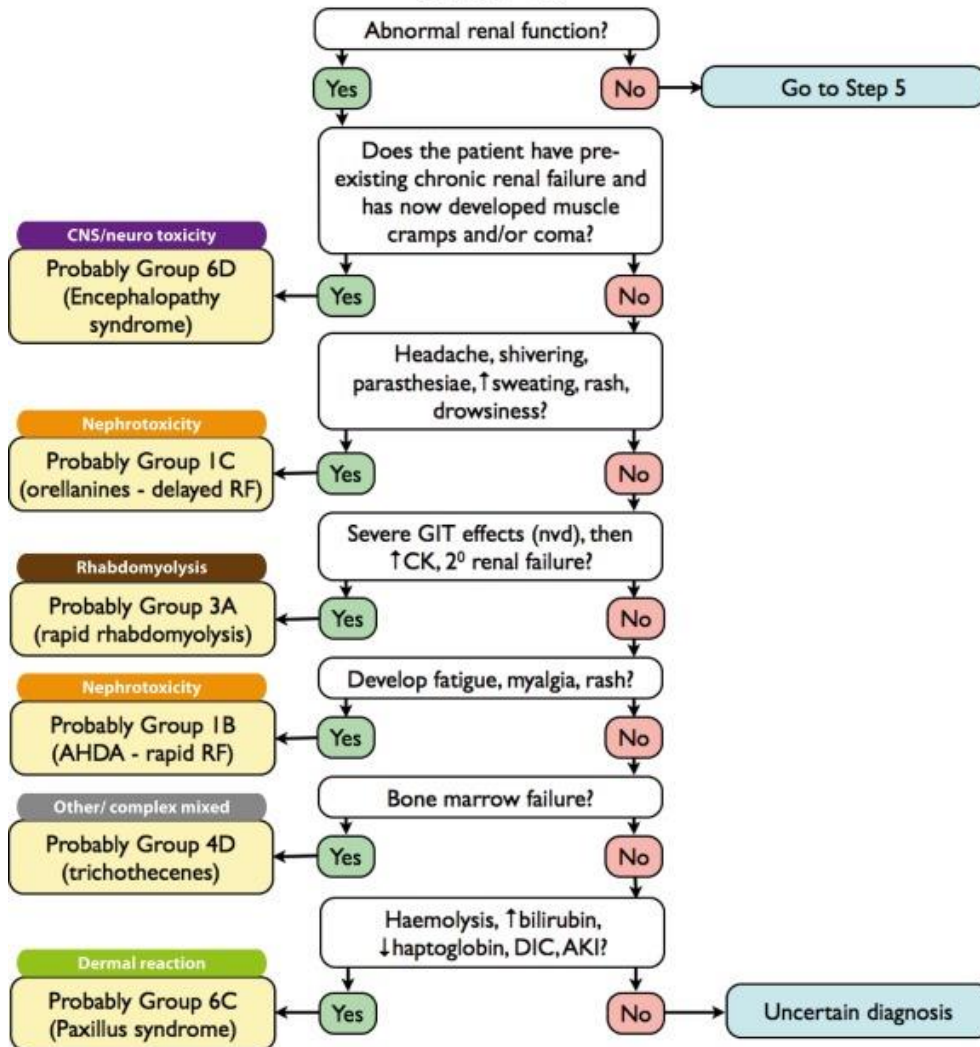 Abnormal renal function?
Yes
No
Go to Step 5
Does the patient have pre-
existing chronic renal failure and
has now developed muscle
cramps and/or coma?
CNS/neuro toxicity
Probably Group 6D
(Encephalopathy
syndrome)
Yes
No
Headache, shivering,
parasthesiae, ↑sweating, rash,
drowsiness?
Nephrotoxicity
Probably Group 1C
(orellanines - delayed RF)
Yes
No
Severe GIT effects (nvd), then
↑CK, 2⁰ renal failure?
Rhabdomyolysis
Probably Group 3A
(rapid rhabdomyolysis)
Yes
No
Develop fatigue, myalgia, rash?
Nephrotoxicity
Probably Group 1B
(AHDA - rapid RF)
Yes
No
Bone marrow failure?
Other/ complex mixed
Probably Group 4D
(trichothecenes)
Yes
No
Haemolysis, ↑bilirubin,
↓haptoglobin, DIC, AKI?
Dermal reaction
Probably Group 6C
(Paxillus syndrome)
Yes
No
Uncertain diagnosis